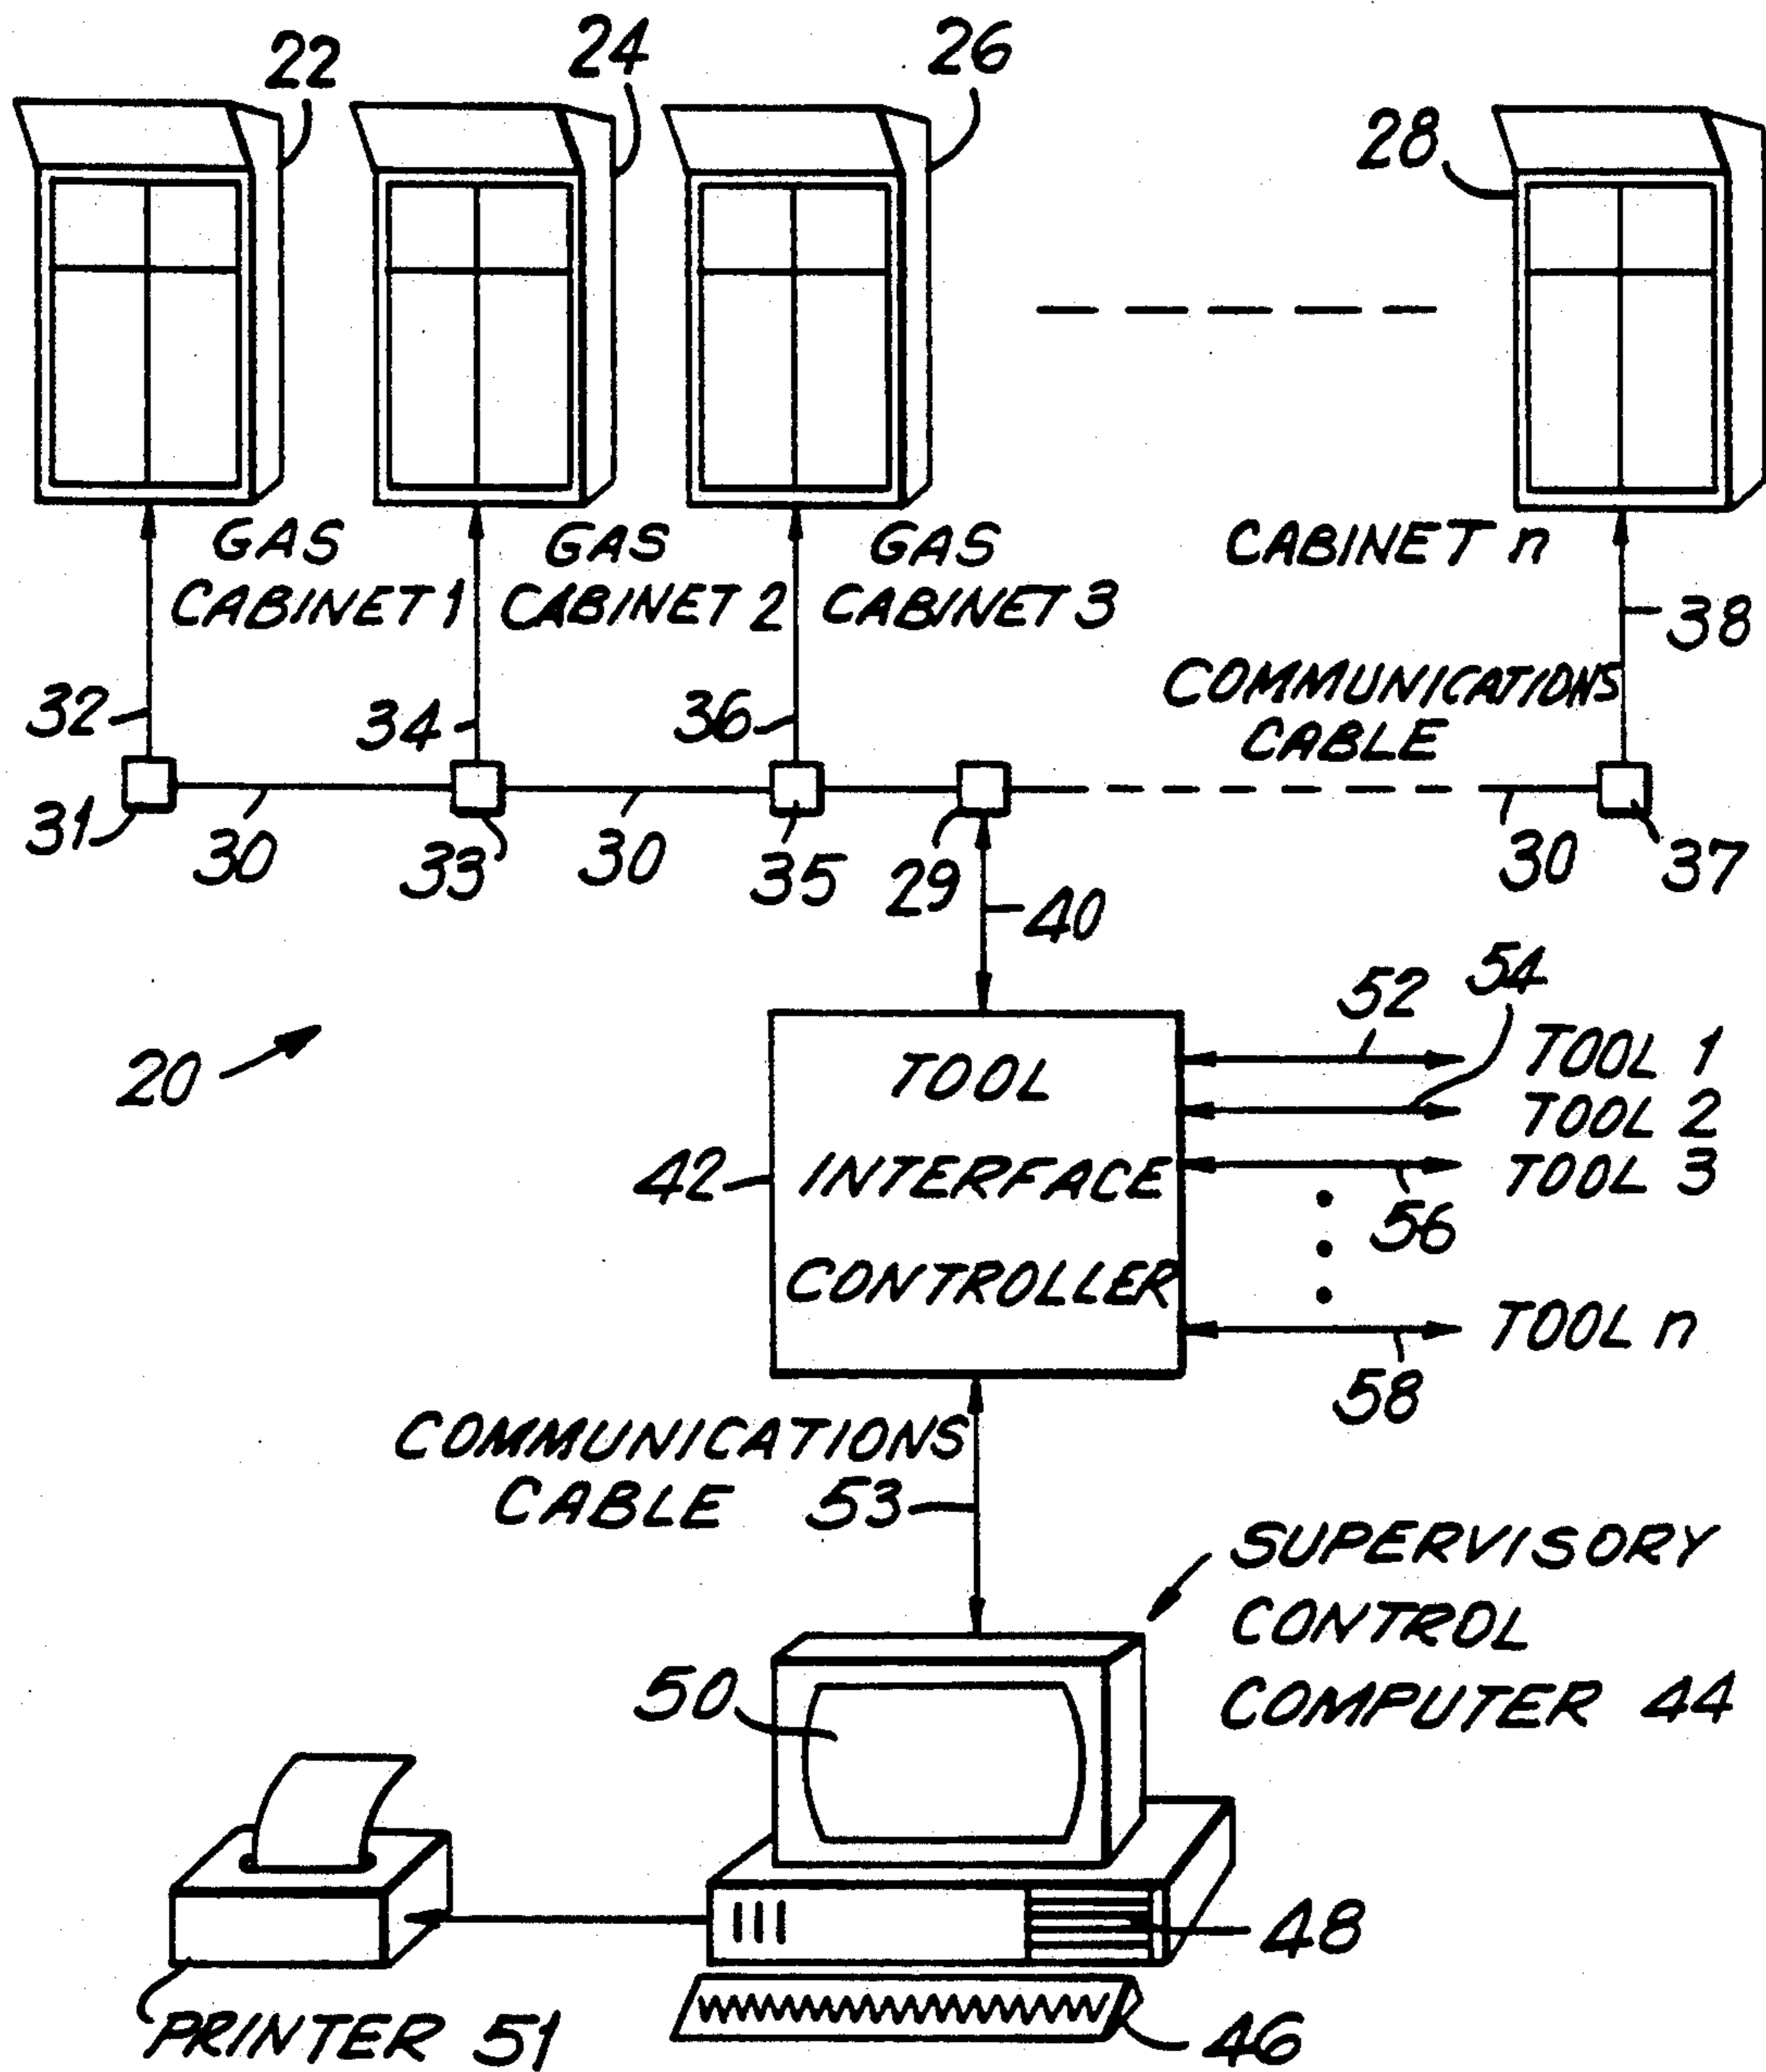 22
24
26
28
GAS
CABINET 1
GAS
CABINET 2
GAS
CABINET 3
CABINET n
38
COMMUNICATIONS
CABLE
32
34
36
31
30
33
30
35
29
30
37
40
20
42
TOOL
INTERFACE
CONTROLLER
52
54
TOOL 1
TOOL 2
TOOL 3
56
TOOL n
58
COMMUNICATIONS
CABLE 53
SUPERVISORY
CONTROL
COMPUTER 44
50
48
46
PRINTER 51